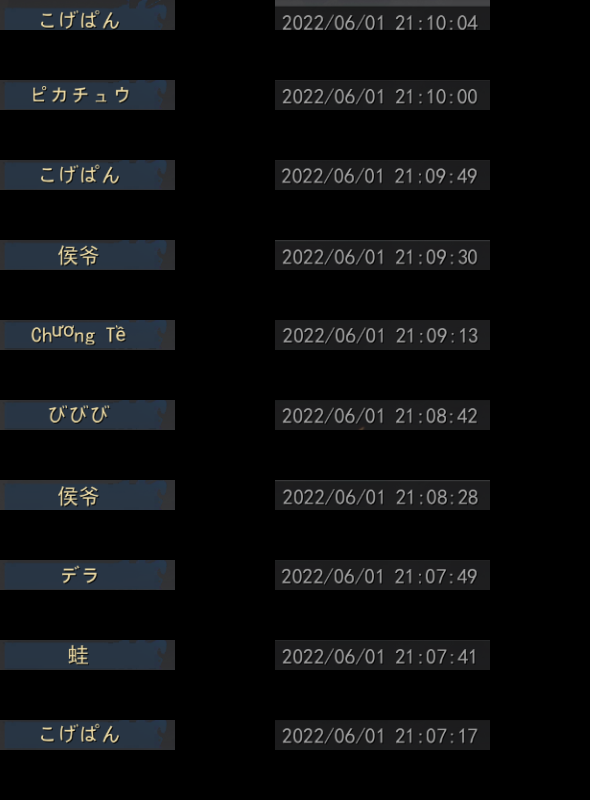 こげぱん 2022/06/01 21:10:04
ピカチュウ 2022/06/01 21:10:00
こげぱん 2022/06/01 21:09:49
侯爷 2022/06/01 21:09:30
Chương Tề 2022/06/01 21:09:13
びびび 2022/06/01 21:08:42
侯爷 2022/06/01 21:08:28
デラ 2022/06/01 21:07:49
蛙 2022/06/01 21:07:41
こげぱん 2022/06/01 21:07:17